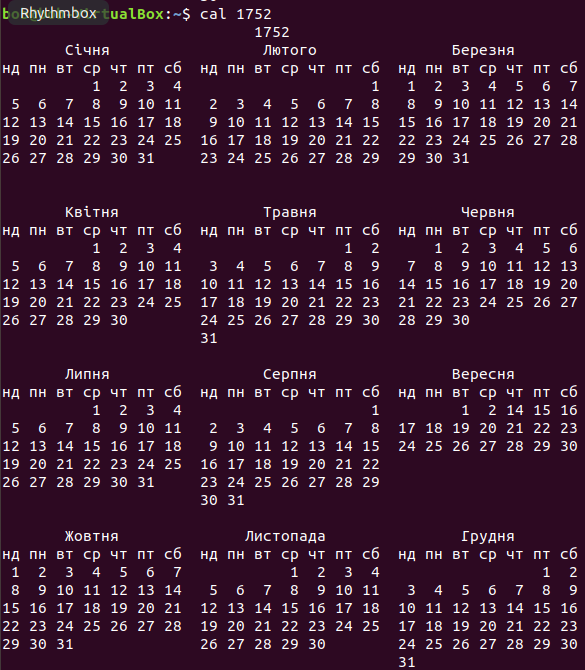 Rhythm-box
VirtualBox:~$ cal 1752
1752
Січня Лютого Березня
нд пн вт ср чт пт сб нд пн вт ср чт пт сб нд пн вт ср чт пт сб
1 2 3 4 1 1 2 3 4 5 6 7
5 6 7 8 9 10 11 2 3 4 5 6 7 8 8 9 10 11 12 13 14
12 13 14 15 16 17 18 9 10 11 12 13 14 15 15 16 17 18 19 20 21
19 20 21 22 23 24 25 16 17 18 19 20 21 22 22 23 24 25 26 27 28
26 27 28 29 30 31 23 24 25 26 27 28 29 29 30 31
Квітня Травня Червня
нд пн вт ср чт пт сб нд пн вт ср чт пт сб нд пн вт ср чт пт сб
1 2 3 4 1 2 1 2 3 4 5 6
5 6 7 8 9 10 11 3 4 5 6 7 8 9 7 8 9 10 11 12 13
12 13 14 15 16 17 18 10 11 12 13 14 15 16 14 15 16 17 18 19 20
19 20 21 22 23 24 25 17 18 19 20 21 22 23 21 22 23 24 25 26 27
26 27 28 29 30 24 25 26 27 28 29 30 28 29 30
31
Липня Серпня Вересня
нд пн вт ср чт пт сб нд пн вт ср чт пт сб нд пн вт ср чт пт сб
1 2 3 4 1 1 2 14 15 16
5 6 7 8 9 10 11 2 3 4 5 6 7 8 17 18 19 20 21 22 23
12 13 14 15 16 17 18 9 10 11 12 13 14 15 24 25 26 27 28 29 30
19 20 21 22 23 24 25 16 17 18 19 20 21 22
26 27 28 29 30 31 23 24 25 26 27 28 29
30 31
Жовтня Листопада Грудня
нд пн вт ср чт пт сб нд пн вт ср чт пт сб нд пн вт ср чт пт сб
1 2 3 4 5 6 7 1 2 3 4 1 2
8 9 10 11 12 13 14 5 6 7 8 9 10 11 3 4 5 6 7 8 9
15 16 17 18 19 20 21 12 13 14 15 16 17 18 10 11 12 13 14 15 16
22 23 24 25 26 27 28 19 20 21 22 23 24 25 17 18 19 20 21 22 23
29 30 31 26 27 28 29 30 24 25 26 27 28 29 30
31